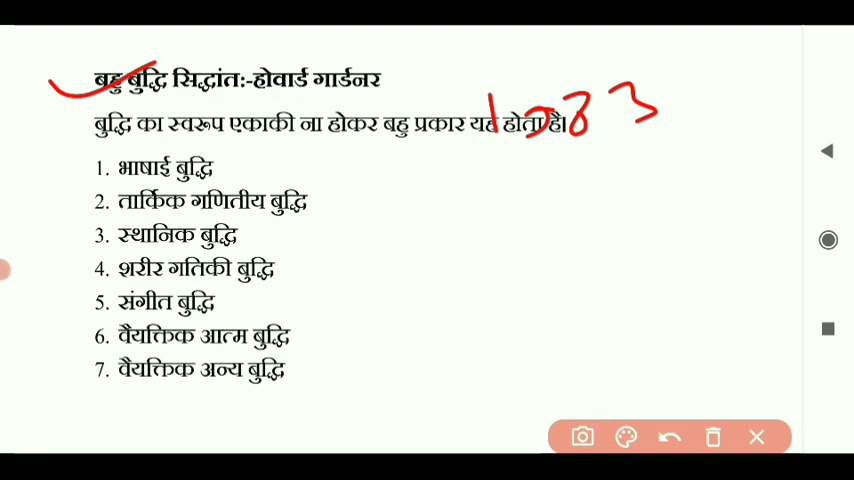 बहु बुद्धि सिद्धांत:-होवार्ड गार्डनर
1983
बुद्धि का स्वरूप एकाकी ना होकर बहु प्रकार यह होता है।
1. भाषाई बुद्धि
2. तार्किक गणितीय बुद्धि
3. स्थानिक बुद्धि
4. शरीर गतिकी बुद्धि
5. संगीत बुद्धि
6. वैयक्तिक आत्म बुद्धि
7. वैयक्तिक अन्य बुद्धि